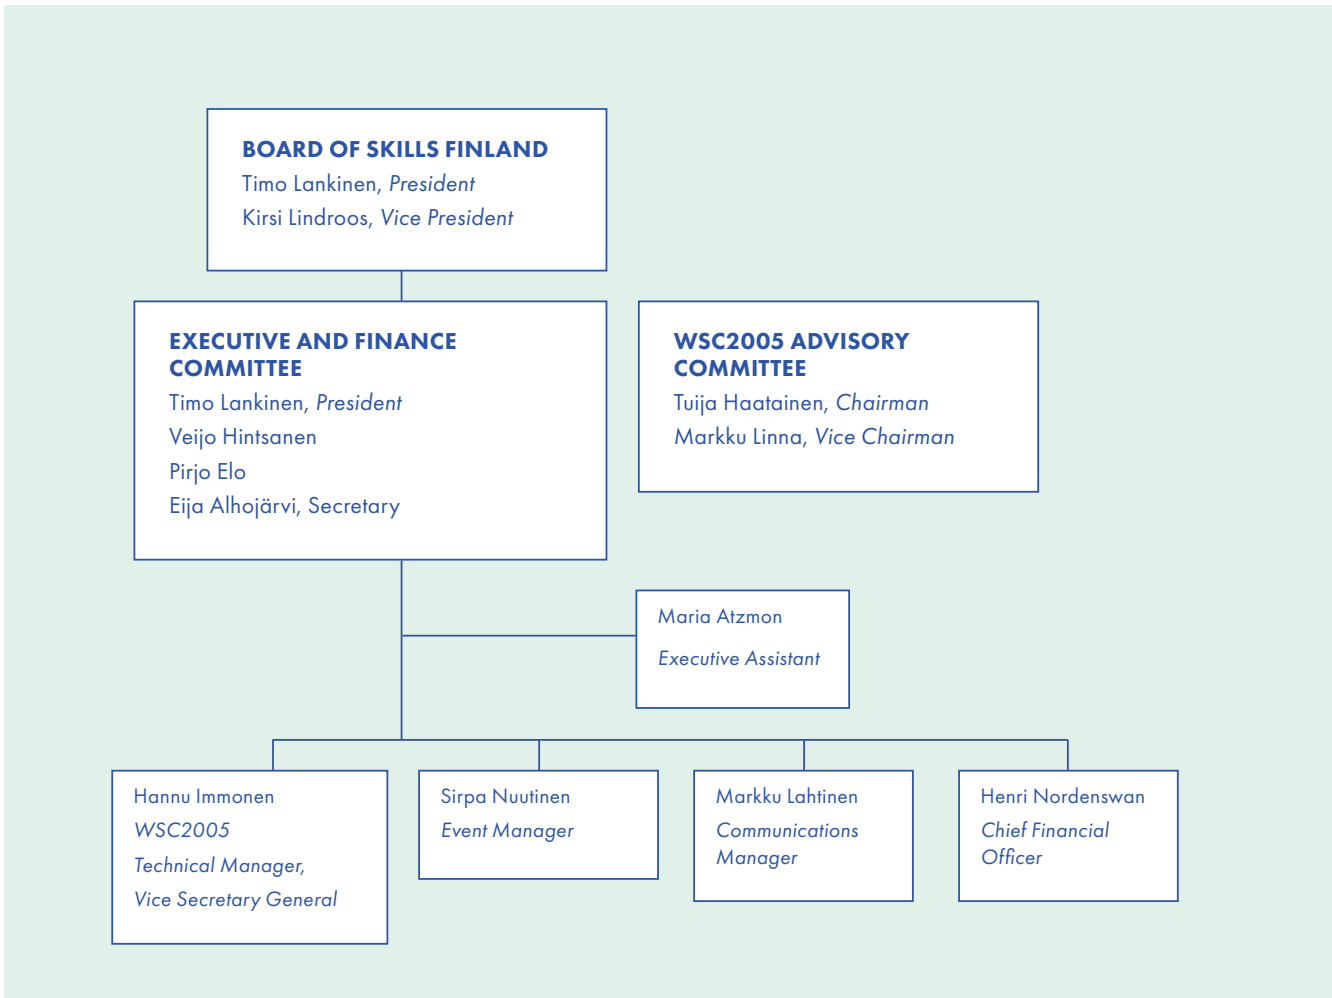 BOARD OF SKILLS FINLAND
Timo Lankinen, President
Kirsi Lindroos, Vice President
EXECUTIVE AND FINANCE
COMMITTEE
Timo Lankinen, President
Veijo Hintsanen
Pirjo Elo
Eija Alhojärvi, Secretary
WSC2005 ADVISORY
COMMITTEE
Tuija Haatainen, Chairman
Markku Linna, Vice Chairman
Maria Atzmon
Executive Assistant
Hannu Immonen
WSC2005
Technical Manager,
Vice Secretary General
Sirpa Nuutinen
Event Manager
Markku Lahtinen
Communications
Manager
Henri Nordenswan
Chief Financial
Officer